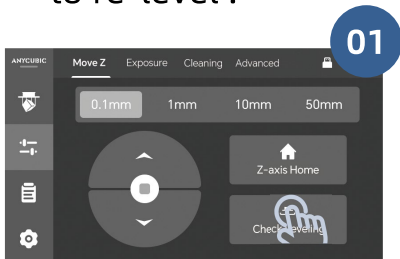 to re-level .
01
ANYCUBIC
Move Z Exposure Cleaning Advanced
0.1mm 1mm 10mm 50mm
Z-axis Home
Check leveling